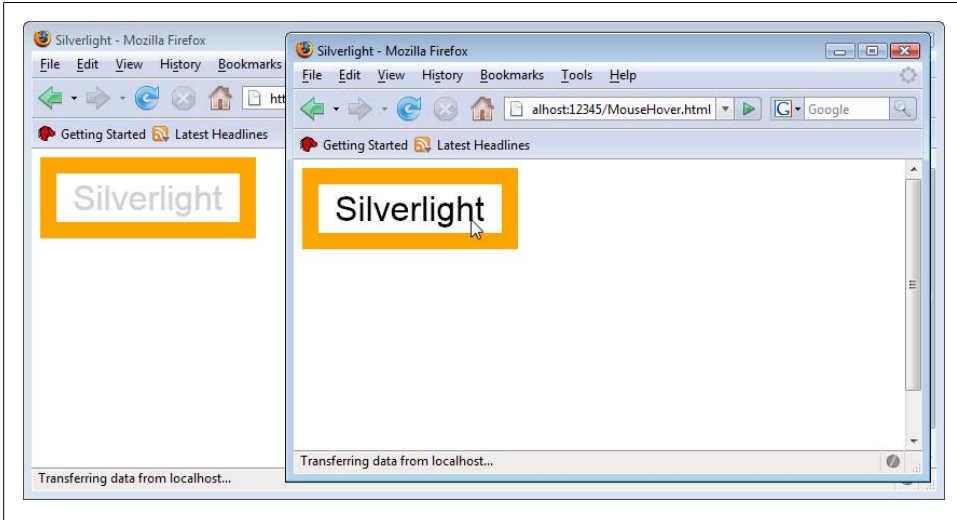 Silverlight - Mozilla Firefox
File Edit View History Bookmarks
Getting Started Latest Headlines
Silverlight
Transferring data from localhost...
Silverlight - Mozilla Firefox
File Edit View History Bookmarks Tools Help
alhost:12345/MouseHover.html G Google
Getting Started Latest Headlines
Silverlight
Transferring data from localhost...